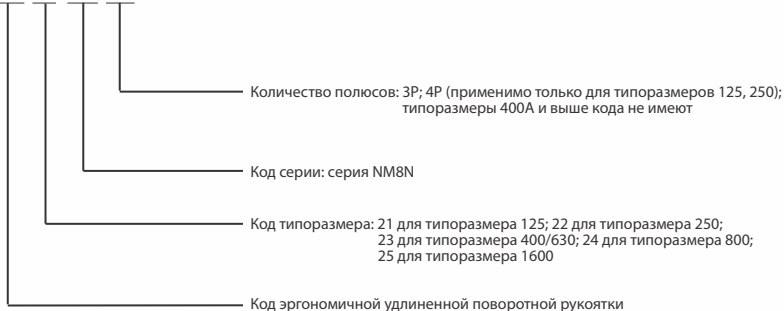 Количество полюсов: 3P; 4P (применимо только для типоразмеров 125, 250);
типоразмеры 400А и выше кода не имеют
Код серии: серия NM8N
Код типоразмера: 21 для типоразмера 125; 22 для типоразмера 250;
23 для типоразмера 400/630; 24 для типоразмера 800;
25 для типоразмера 1600
Код эргономичной удлиненной поворотной рукоятки